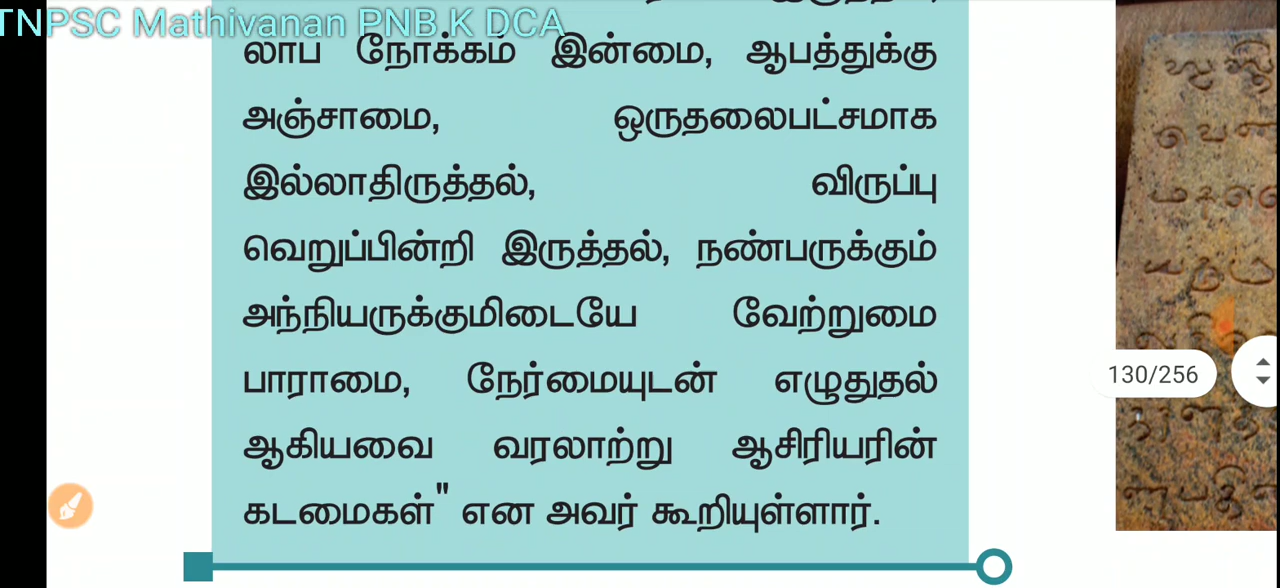 TNPSC Mathivanan PNB.K DCA
லாப நோக்கம் இன்மை, ஆபத்துக்கு
அஞ்சாமை, ஒருதலைபட்சமாக
இல்லாதிருத்தல், விருப்பு
வெறுப்பின்றி இருத்தல், நண்பருக்கும்
அந்நியருக்குமிடையே வேற்றுமை
பாராமை, நேர்மையுடன் எழுதுதல்
ஆகியவை வரலாற்று ஆசிரியரின்
கடமைகள்" என அவர் கூறியுள்ளார்.
130/256